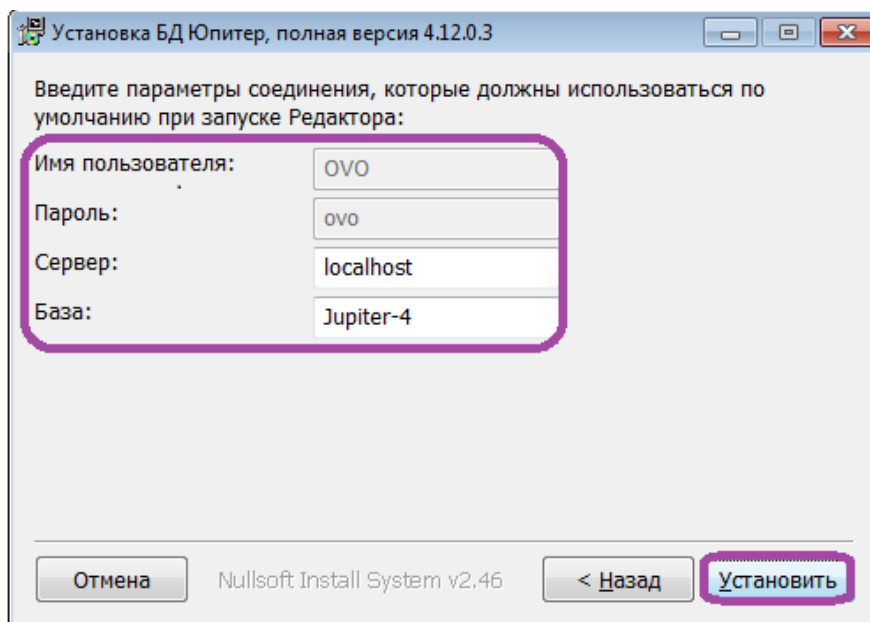 Установка БД Юпитер, полная версия 4.12.0.3
Введите параметры соединения, которые должны использоваться по
умолчанию при запуске Редактора:
Имя пользователя: OVO
Пароль: ovo
Сервер: localhost
База: Jupiter-4
Отмена Nullsoft Install System v2.46 < Назад Установить